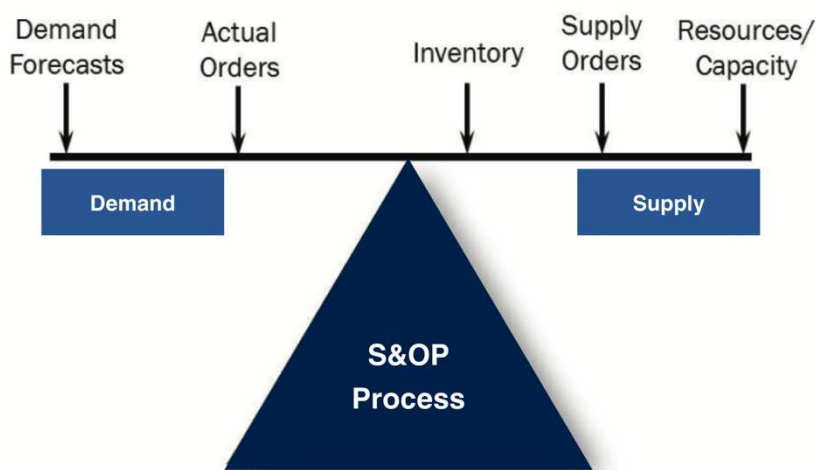 Demand
Forecasts
Actual
Orders
Inventory
Supply
Orders
Resources/
Capacity
Demand
Supply
S&OP
Process